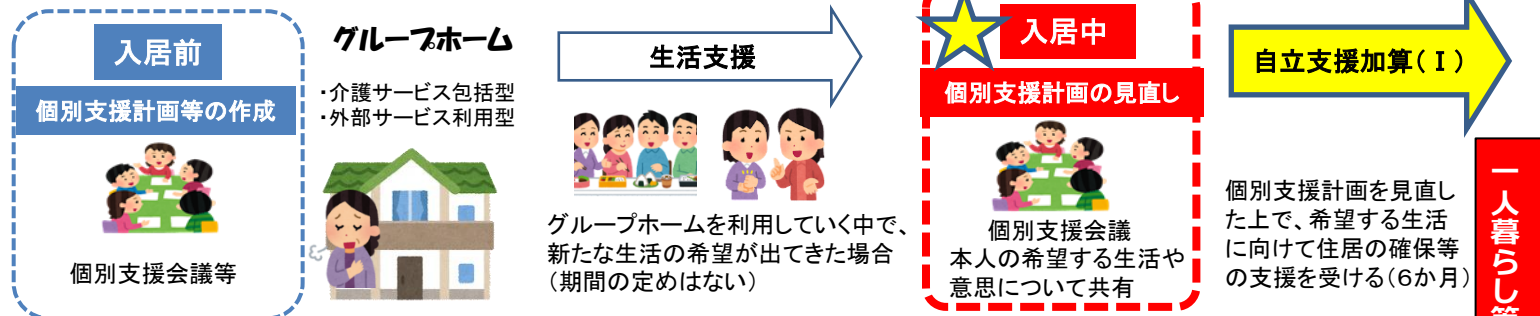 入居前
個別支援計画等の作成
個別支援会議等
グループホーム
・介護サービス包括型
・外部サービス利用型
生活支援
グループホームを利用していく中で、
新たな生活の希望が出てきた場合
（期間の定めはない）
入居中
個別支援計画の見直し
個別支援会議
本人の希望する生活や
意思について共有
自立支援加算（Ⅰ）
個別支援計画を見直し
た上で、希望する生活
に向けて住居の確保等
の支援を受ける（6か月）
一人暮らし等